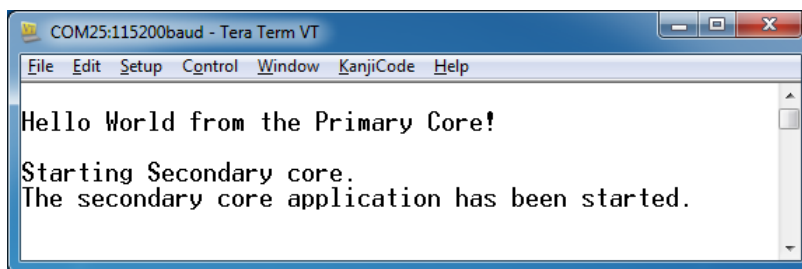 COM25:115200baud - Tera Term VT
File Edit Setup Control Window KanjiCode Help
Hello World from the Primary Core!
Starting Secondary core.
The secondary core application has been started.